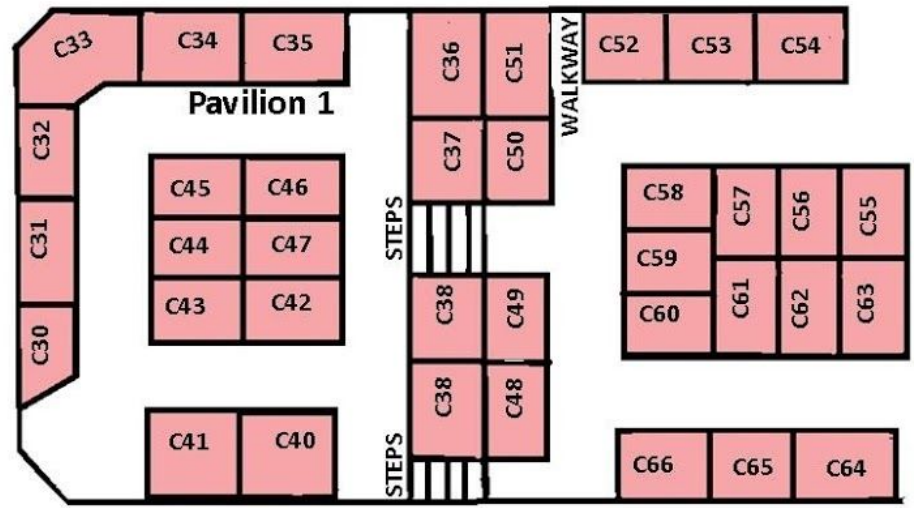 C33
C34
C35
C36
C51
WALKWAY
C52
C53
C54
Pavilion 1
C32
C37
C50
C45
C46
C58
C57
C56
C55
C31
C44
C47
STEPS
C59
C43
C42
C38
C49
C60
C61
C62
C63
C30
C38
C48
C41
C40
STEPS
C66
C65
C64